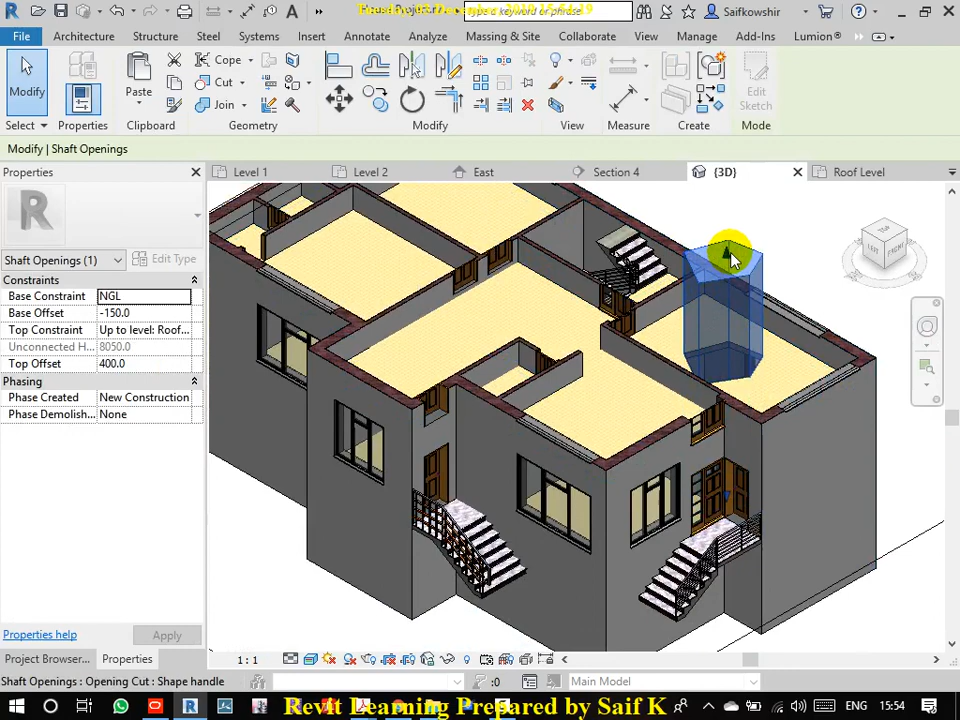 Type a keyword or phrase
Saifkowshir
File
Architecture
Structure
Steel
Systems
Insert
Annotate
Analyze
Massing & Site
Collaborate
View
Manage
Add-Ins
Lumion®
Modify
Paste
Cope
Cut
Join
Edit
Sketch
Select
Properties
Clipboard
Geometry
Modify
View
Measure
Create
Mode
Modify | Shaft Openings
Properties
Level 1
Level 2
East
Section 4
{3D}
Roof Level
Shaft Openings (1)
Edit Type
Constraints
Base Constraint NGL
Base Offset -150.0
Top Constraint Up to level: Roof...
Unconnected H... 8050.0
Top Offset 400.0
Phasing
Phase Created New Construction
Phase Demolish... None
TOP
LEFT
FRONT
Properties help
Apply
Project Browser...
Properties
1 : 1
Shaft Openings : Opening Cut : Shape handle
:0
Main Model
Revit Learning Prepared by Saif K
ENG
15:54